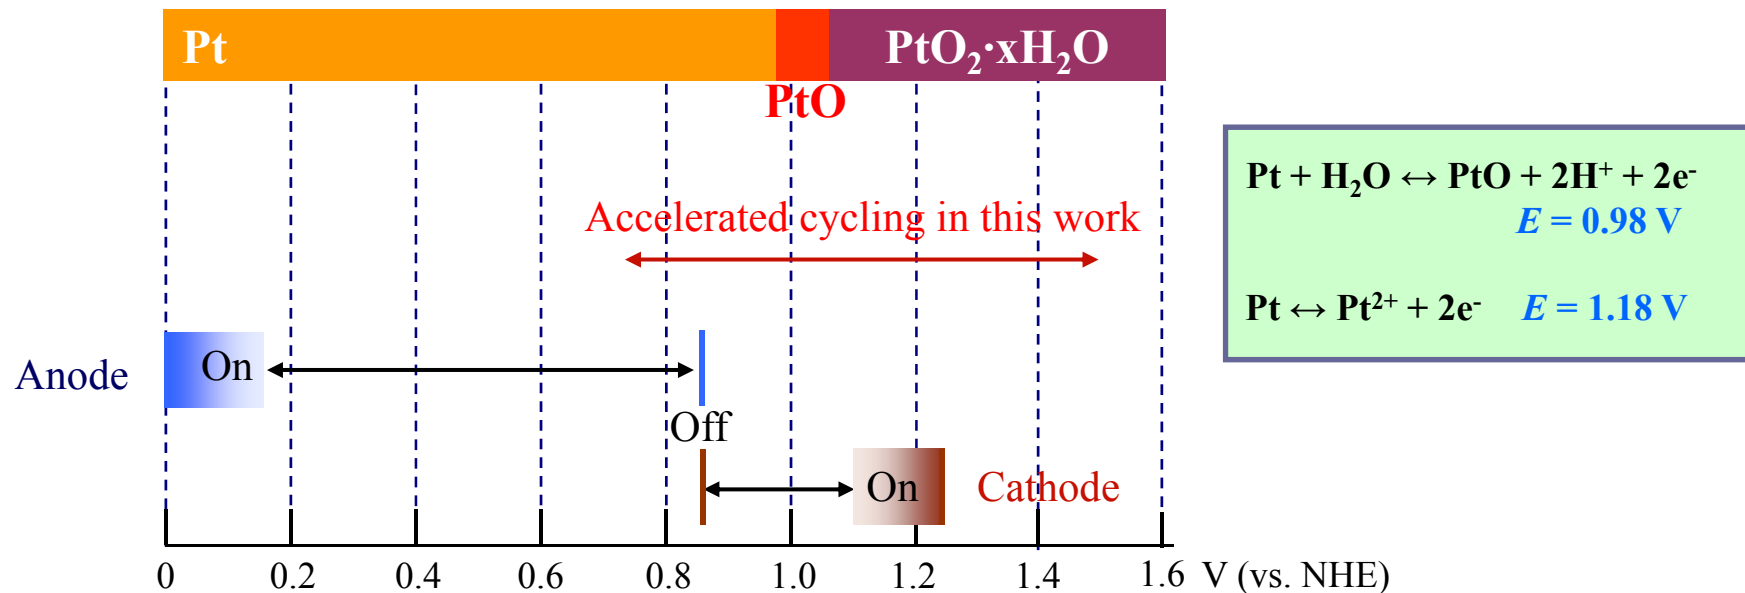 Pt
PtO₂·xH₂O
PtO
Accelerated cycling in this work
Pt + H₂O ↔ PtO + 2H⁺ + 2e⁻
E = 0.98 V
Pt ↔ Pt²⁺ + 2e⁻ E = 1.18 V
Anode
On
Off
On
Cathode
0 0.2 0.4 0.6 0.8 1.0 1.2 1.4 1.6 V (vs. NHE)